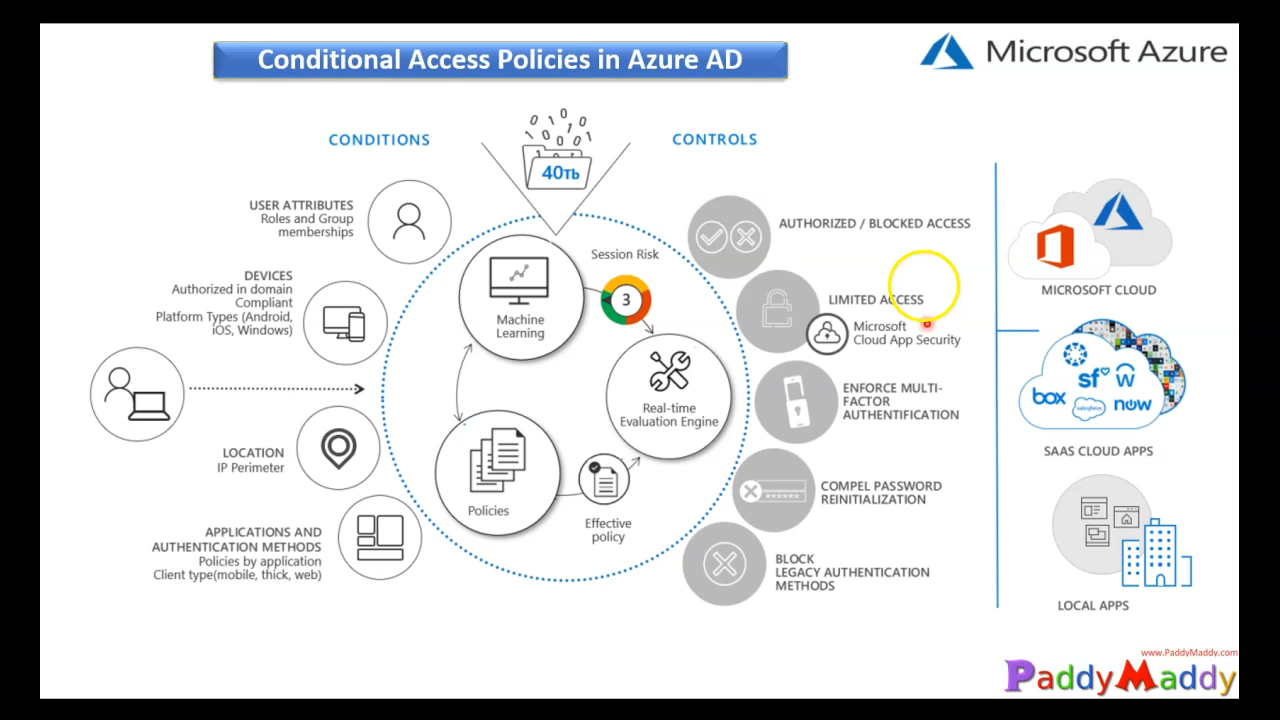 Conditional Access Policies in Azure AD
Microsoft Azure
CONDITIONS
CONTROLS
40Tb
USER ATTRIBUTES
Roles and Group
memberships
DEVICES
Authorized in domain
Compliant
Platform Types (Android,
iOS, Windows)
LOCATION
IP Perimeter
APPLICATIONS AND
AUTHENTICATION METHODS
Policies by application
Client type(mobile, thick, web)
Machine
Learning
Session Risk
3
Real-time
Evaluation Engine
Policies
Effective
policy
AUTHORIZED / BLOCKED ACCESS
LIMITED ACCESS
Microsoft
Cloud App Security
ENFORCE MULTI-
FACTOR
AUTHENTIFICATION
COMPEL PASSWORD
REINITIALIZATION
BLOCK
LEGACY AUTHENTICATION
METHODS
MICROSOFT CLOUD
sf
w
box
salesforce
now
SAAS CLOUD APPS
LOCAL APPS
www.PaddyMaddy.com
PaddyMaddy